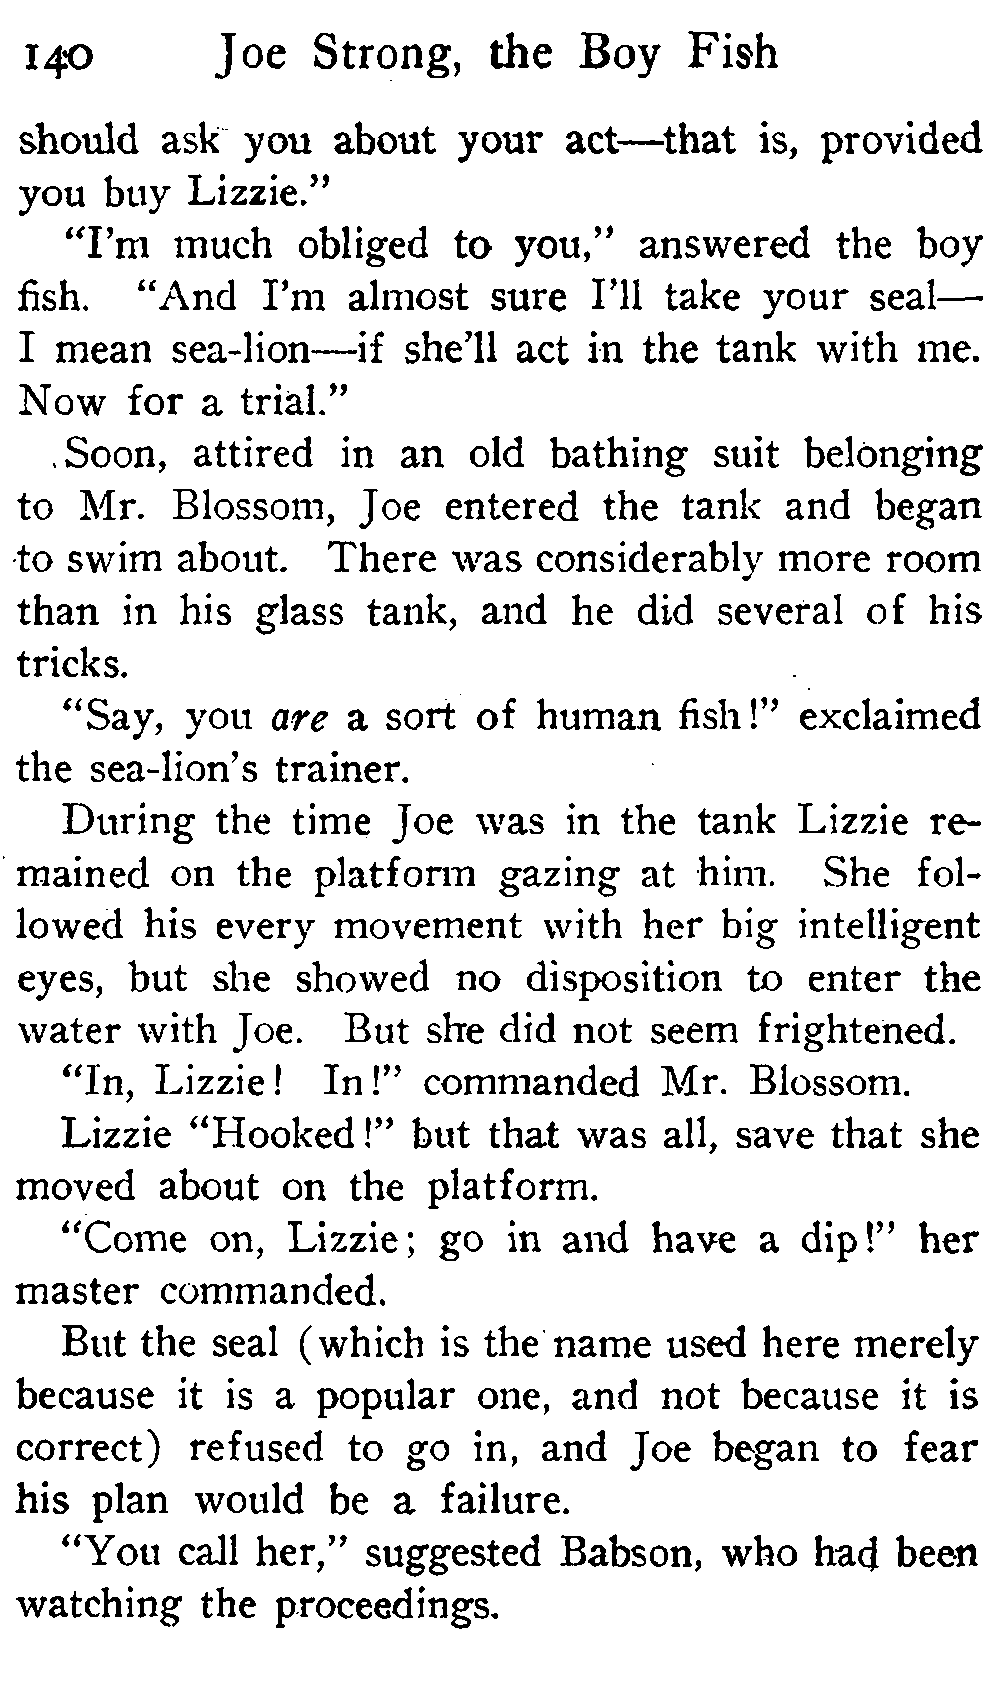 140 Joe Strong, the Boy Fish
should ask you about your act—that is, provided
you buy Lizzie.”
“I’m much obliged to you,” answered the boy
fish. “And I’m almost sure I’ll take your seal—
I mean sea-lion—if she’ll act in the tank with me.
Now for a trial.”
Soon, attired in an old bathing suit belonging
to Mr. Blossom, Joe entered the tank and began
to swim about. There was considerably more room
than in his glass tank, and he did several of his
tricks.
“Say, you are a sort of human fish!” exclaimed
the sea-lion’s trainer.
During the time Joe was in the tank Lizzie re-
mained on the platform gazing at him. She fol-
lowed his every movement with her big intelligent
eyes, but she showed no disposition to enter the
water with Joe. But she did not seem frightened.
“In, Lizzie! In!” commanded Mr. Blossom.
Lizzie “Hooked!” but that was all, save that she
moved about on the platform.
“Come on, Lizzie; go in and have a dip!” her
master commanded.
But the seal (which is the name used here merely
because it is a popular one, and not because it is
correct) refused to go in, and Joe began to fear
his plan would be a failure.
“You call her,” suggested Babson, who had been
watching the proceedings.